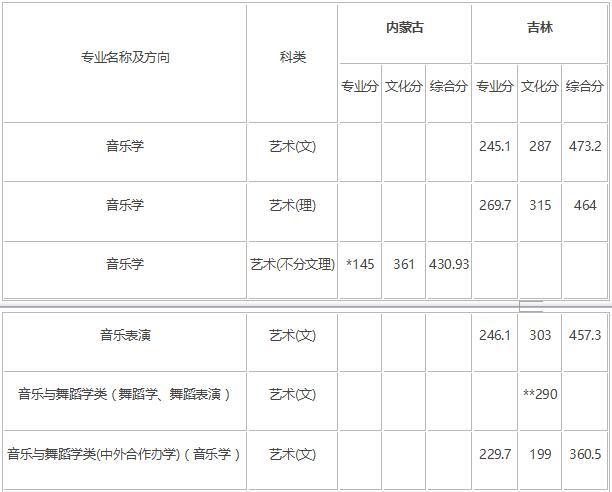 专业名称及方向 科类 内蒙古 吉林
专业分 文化分 综合分 专业分 文化分 综合分
音乐学 艺术(文) 245.1 287 473.2
音乐学 艺术(理) 269.7 315 464
音乐学 艺术(不分文理) *145 361 430.93
音乐表演 艺术(文) 246.1 303 457.3
音乐与舞蹈学类（舞蹈学、舞蹈表演） 艺术(文) **290
音乐与舞蹈学类(中外合作办学)（音乐学） 艺术(文) 229.7 199 360.5